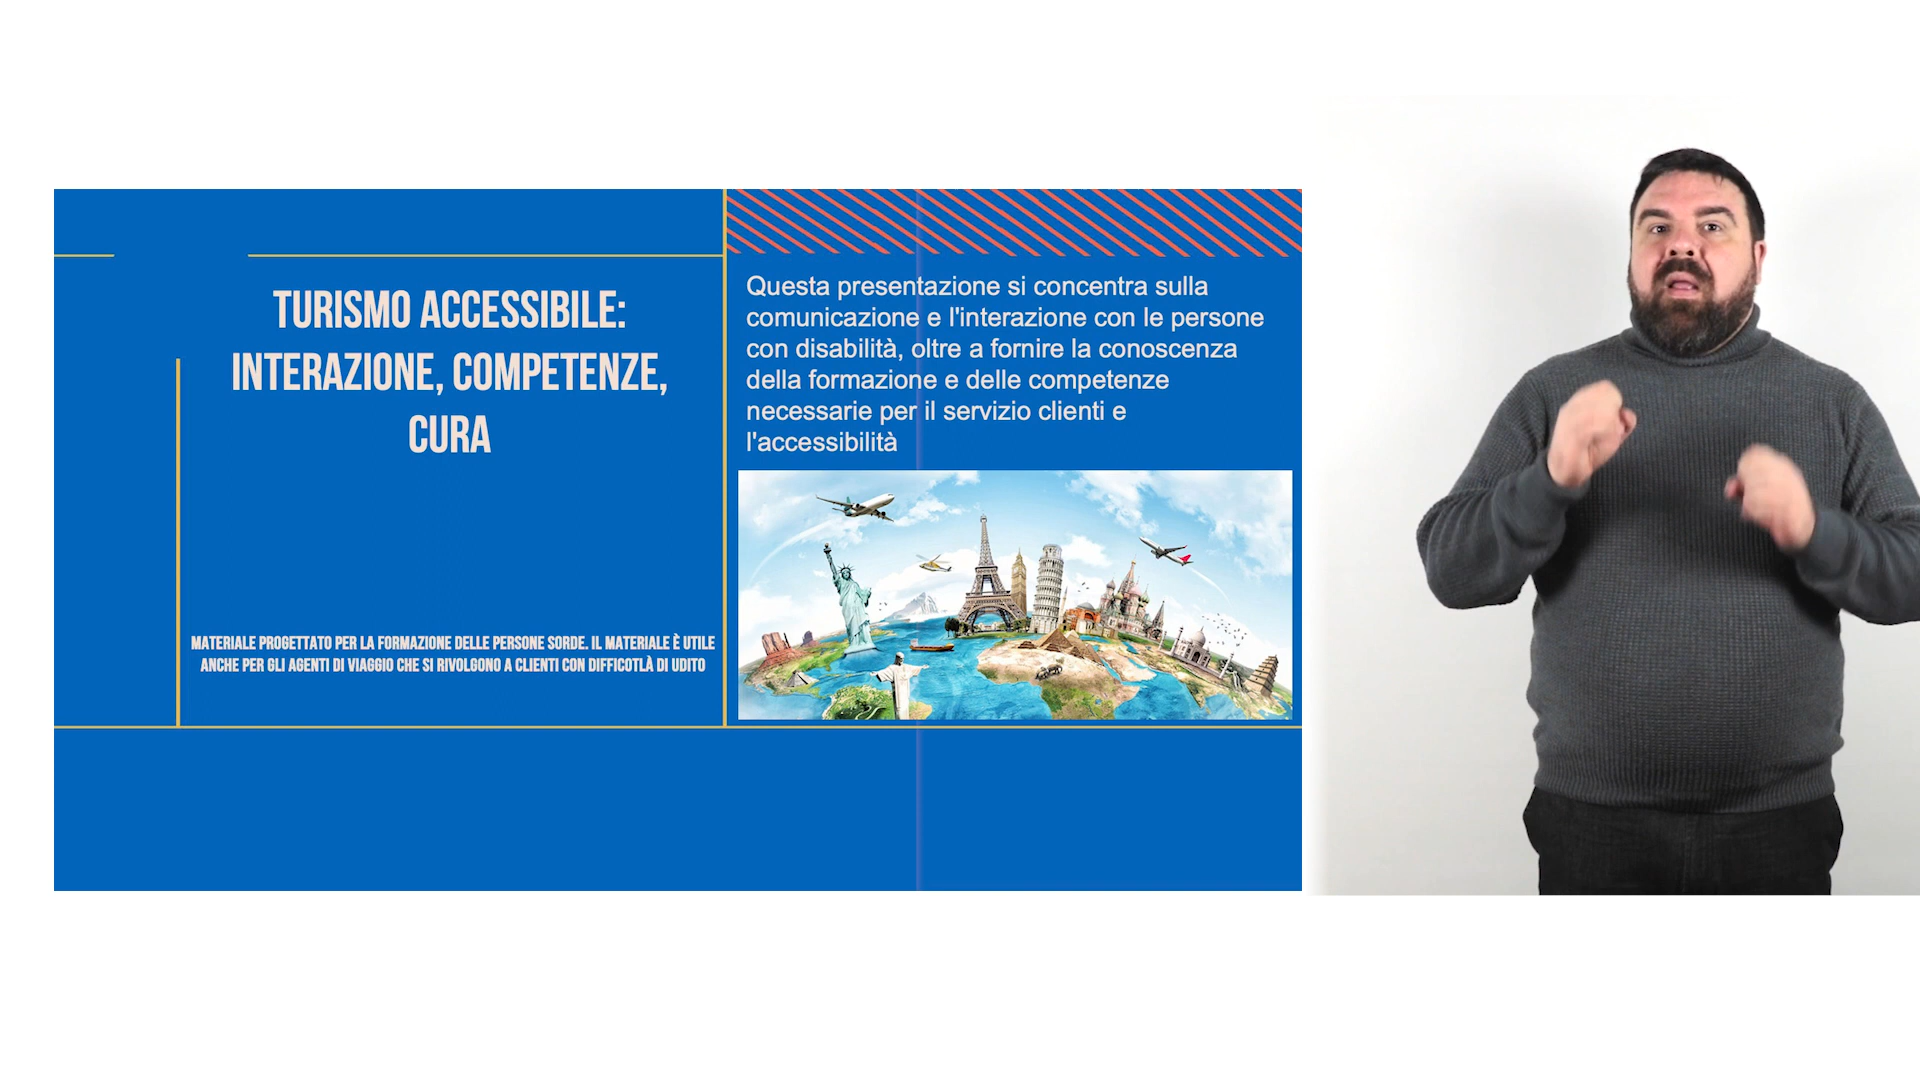 TURISMO ACCESSIBILE:
INTERAZIONE, COMPETENZE,
CURA
MATERIALE PROGETTATO PER LA FORMAZIONE DELLE PERSONE SORDE. IL MATERIALE È UTILE
ANCHE PER GLI AGENTI DI VIAGGIO CHE SI RIVOLGONO A CLIENTI CON DIFFICOTLÀ DI UDITO
Questa presentazione si concentra sulla
comunicazione e l'interazione con le persone
con disabilità, oltre a fornire la conoscenza
della formazione e delle competenze
necessarie per il servizio clienti e
l'accessibilità